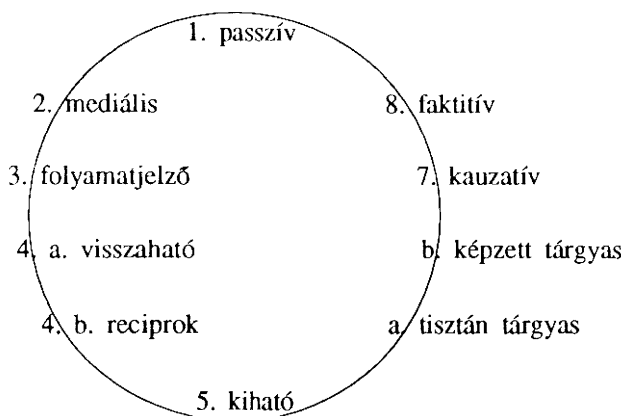 1. passzív
2. mediális
8. faktitív
3. folyamatjelző
7. kauzatív
4. a. visszaható
b. képzett tárgyas
4. b. reciprok
a. tisztán tárgyas
5. kiható